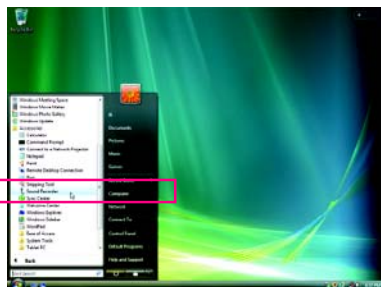 Windows Meeting Space
Windows Movie Maker
Windows Photo Gallery
Windows Update
Accessories
Calculator
Command Prompt
Connect to a Network Projector
Notepad
Paint
Remote Desktop Connection
Run
Snipping Tool
Sound Recorder
Sync Center
Welcome Center
Windows Explorer
Windows Sidebar
WordPad
Ease of Access
System Tools
Tablet PC
Back
Documents
Pictures
Music
Games
Computer
Network
Connect To
Control Panel
Default Programs
Help and Support